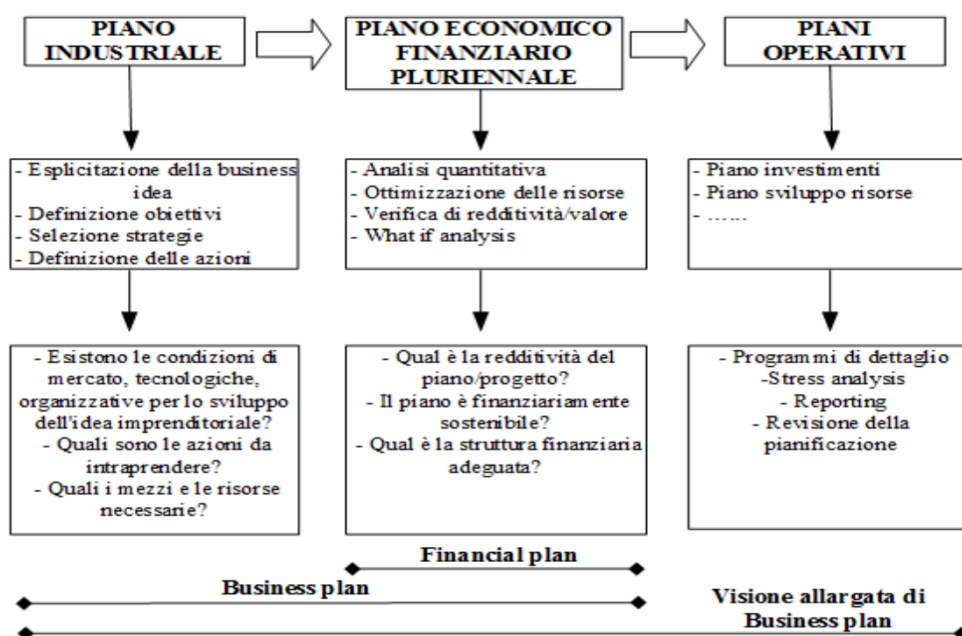 PIANO
INDUSTRIALE
PIANO ECONOMICO
FINANZIARIO
PLURIENNALE
PIANI
OPERATIVI
- Esplicitazione della business
idea
- Definizione obiettivi
- Selezione strategie
- Definizione delle azioni
- Analisi quantitativa
- Ottimizzazione delle risorse
- Verifica di redditività/valore
- What if analysis
- Piano investimenti
- Piano sviluppo risorse
- ......
- Esistono le condizioni di
mercato, tecnologiche,
organizzative per lo sviluppo
dell'idea imprenditoriale?
- Quali sono le azioni da
intraprendere?
- Quali i mezzi e le risorse
necessarie?
- Qual è la redditività del
piano/progetto?
- Il piano è finanziariamente
sostenibile?
- Qual è la struttura finanziaria
adeguata?
- Programmi di dettaglio
-Stress analysis
- Reporting
- Revisione della
pianificazione
Financial plan
Business plan
Visione allargata di
Business plan